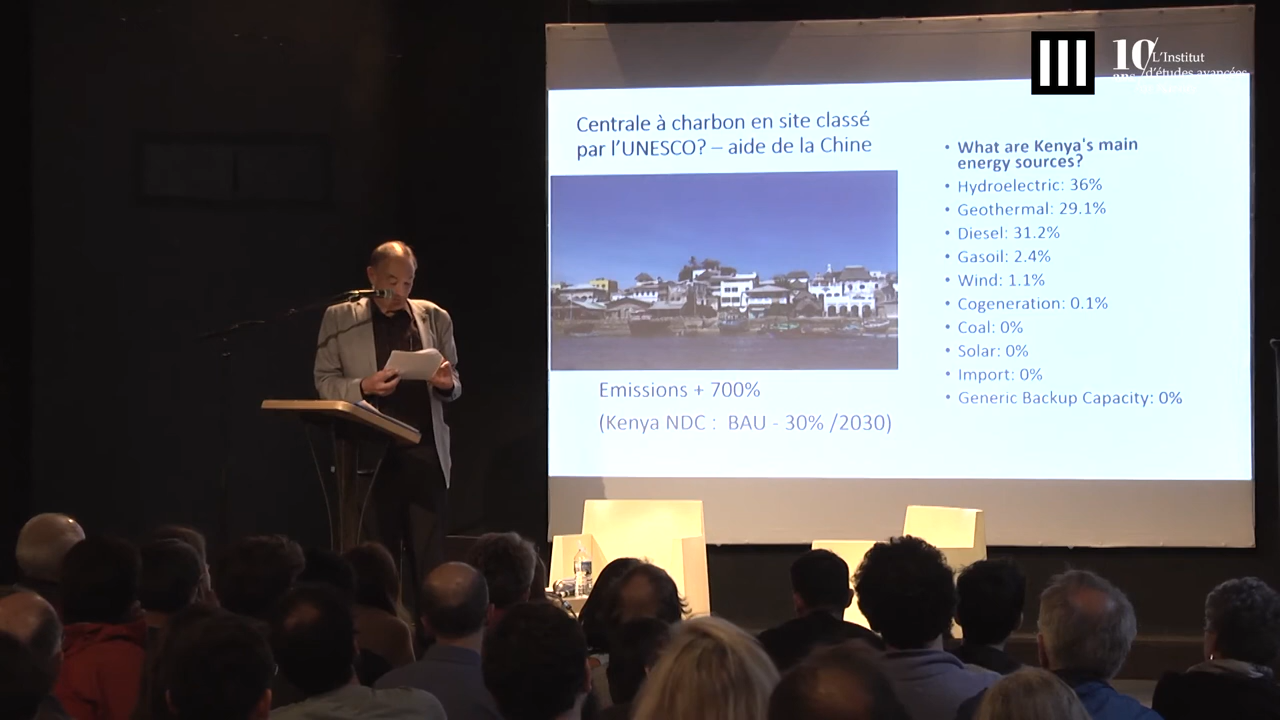 10
L'Institut
ans
d'études avancées
Centrale à charbon en site classé
par l'UNESCO? – aide de la Chine
Emissions + 700%
(Kenya NDC : BAU - 30% /2030)
• What are Kenya's main
energy sources?
• Hydroelectric: 36%
• Geothermal: 29.1%
• Diesel: 31.2%
• Gasoil: 2.4%
• Wind: 1.1%
• Cogeneration: 0.1%
• Coal: 0%
• Solar: 0%
• Import: 0%
• Generic Backup Capacity: 0%